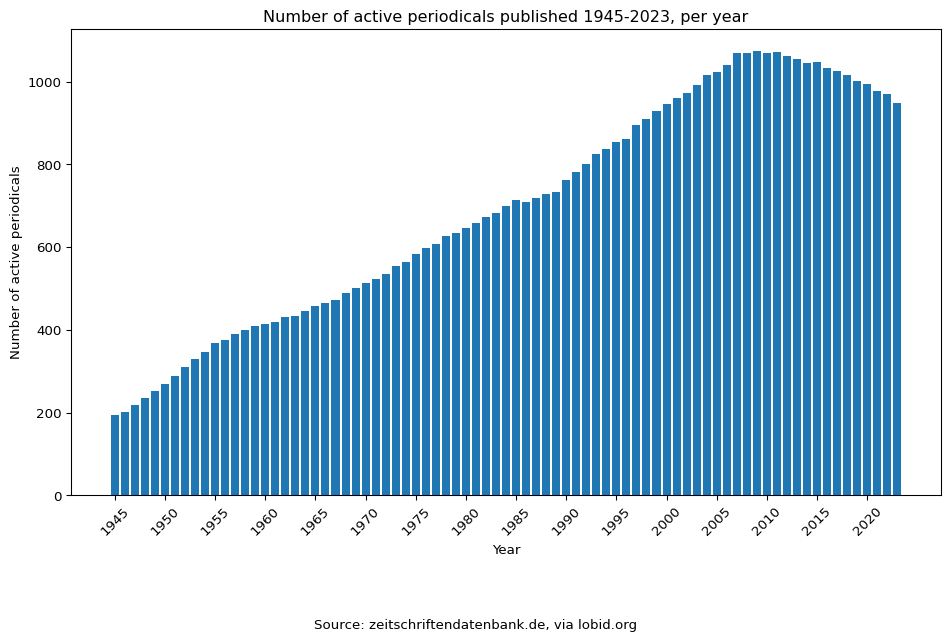 Number of active periodicals published 1945-2023, per year
Number of active periodicals
1000
800
600
400
200
0
1945 1950 1955 1960 1965 1970 1975 1980 1985 1990 1995 2000 2005 2010 2015 2020
Year
Source: zeitschriftendatenbank.de, via lobid.org